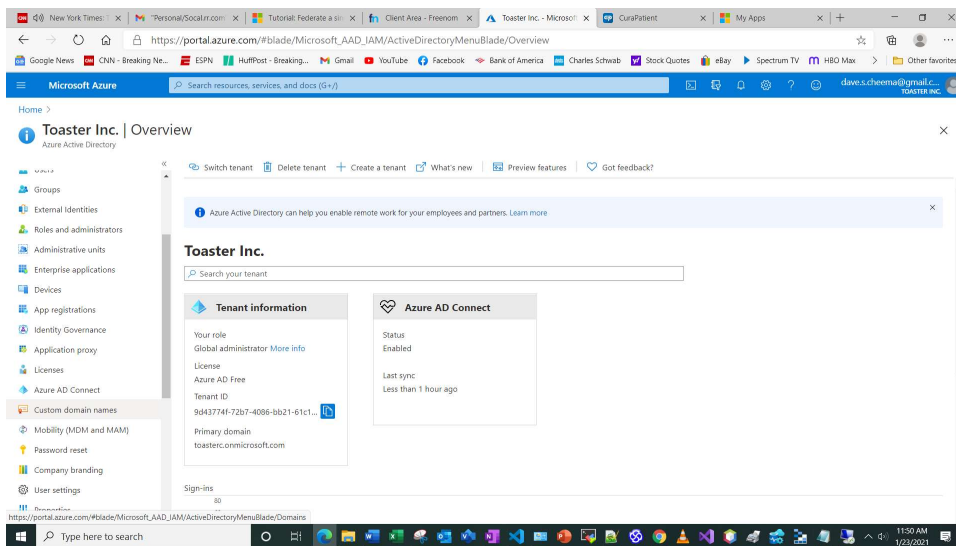 (4)) New York Times:
"Personal/Socal.rr.com
Tutorial: Federate a sin
Client Area - Freenom
Toaster Inc. - Microsoft
CuraPatient
My Apps
https://portal.azure.com/#blade/Microsoft_AAD_IAM/ActiveDirectoryMenuBlade/Overview
Google News CNN - Breaking Ne... ESPN HuffPost - Breaking... Gmail YouTube Facebook Bank of America Charles Schwab Stock Quotes eBay Spectrum TV HBO Max Other favorites
Microsoft Azure
Search resources, services, and docs (G+/)
dave.s.cheema@gmail.c...
TOASTER INC.
Home >
Toaster Inc. | Overview
Azure Active Directory
Users
Groups
External Identities
Roles and administrators
Administrative units
Enterprise applications
Devices
App registrations
Identity Governance
Application proxy
Licenses
Azure AD Connect
Custom domain names
Mobility (MDM and MAM)
Password reset
Company branding
User settings
Properties
Switch tenant Delete tenant Create a tenant What's new Preview features Got feedback?
Azure Active Directory can help you enable remote work for your employees and partners. Learn more
Toaster Inc.
Search your tenant
Tenant information
Your role
Global administrator More info
License
Azure AD Free
Tenant ID
9d43774f-72b7-4086-bb21-61c1...
Primary domain
toasterc.onmicrosoft.com
Azure AD Connect
Status
Enabled
Last sync
Less than 1 hour ago
Sign-ins
80
https://portal.azure.com/#blade/Microsoft_AAD_IAM/ActiveDirectoryMenuBlade/Domains
Type here to search
11:50 AM
1/23/2021